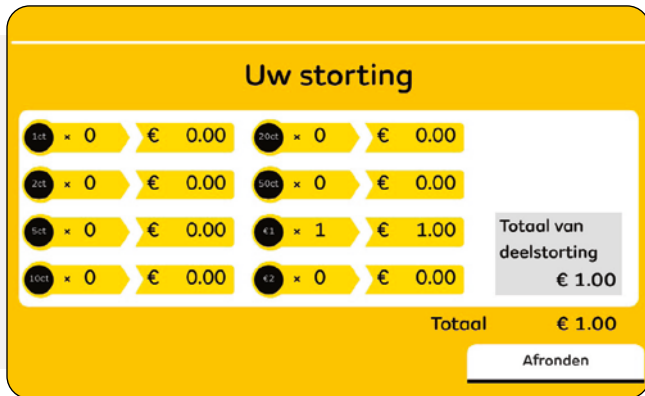 Uw storting
1ct × 0 € 0.00 20ct × 0 € 0.00
2ct × 0 € 0.00 50ct × 0 € 0.00
5ct × 0 € 0.00 €1 × 1 € 1.00
10ct × 0 € 0.00 €2 × 0 € 0.00
Totaal van
deelstorting
€ 1.00
Totaal € 1.00
Afronden